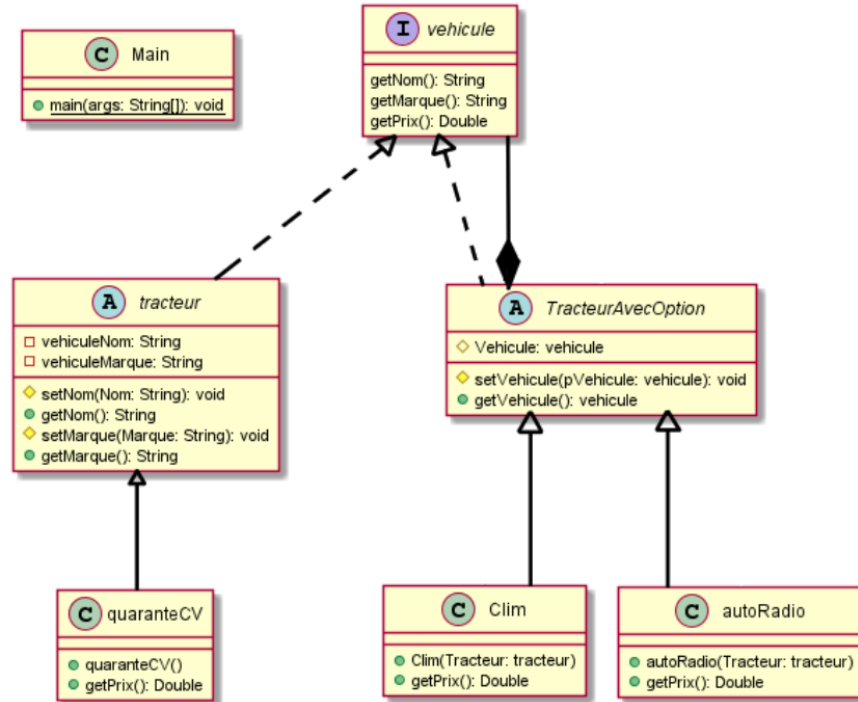 C Main
main(args: String[]): void
I vehicule
getNom(): String
getMarque(): String
getPrix(): Double
A tracteur
vehiculeNom: String
vehiculeMarque: String
setNom(Nom: String): void
getNom(): String
setMarque(Marque: String): void
getMarque(): String
A TracteurAvecOption
Vehicule: vehicule
setVehicule(pVehicule: vehicule): void
getVehicule(): vehicule
C quaranteCV
quaranteCV()
getPrix(): Double
C Clim
Clim(Tracteur: tracteur)
getPrix(): Double
C autoRadio
autoRadio(Tracteur: tracteur)
getPrix(): Double